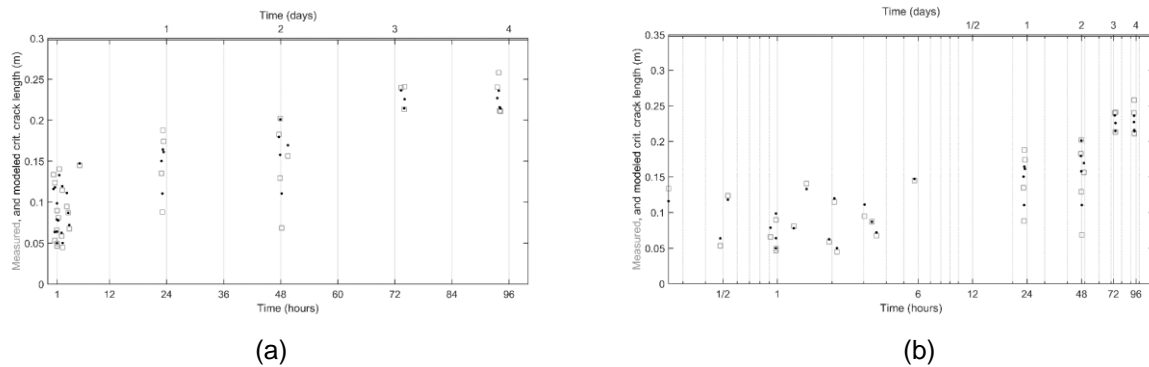 Time (days)
1 2 3 4
0.3
0.25
0.2
0.15
0.1
0.05
0
Measured, and modeled crit. crack length (m)
1 12 24 36 48 60 72 84 96
Time (hours)
(a)
Time (days)
1/2 1 2 3 4
0.35
0.3
0.25
0.2
0.15
0.1
0.05
0
Measured, and modeled crit. crack length (m)
1/2 1 6 12 24 48 72 96
Time (hours)
(b)